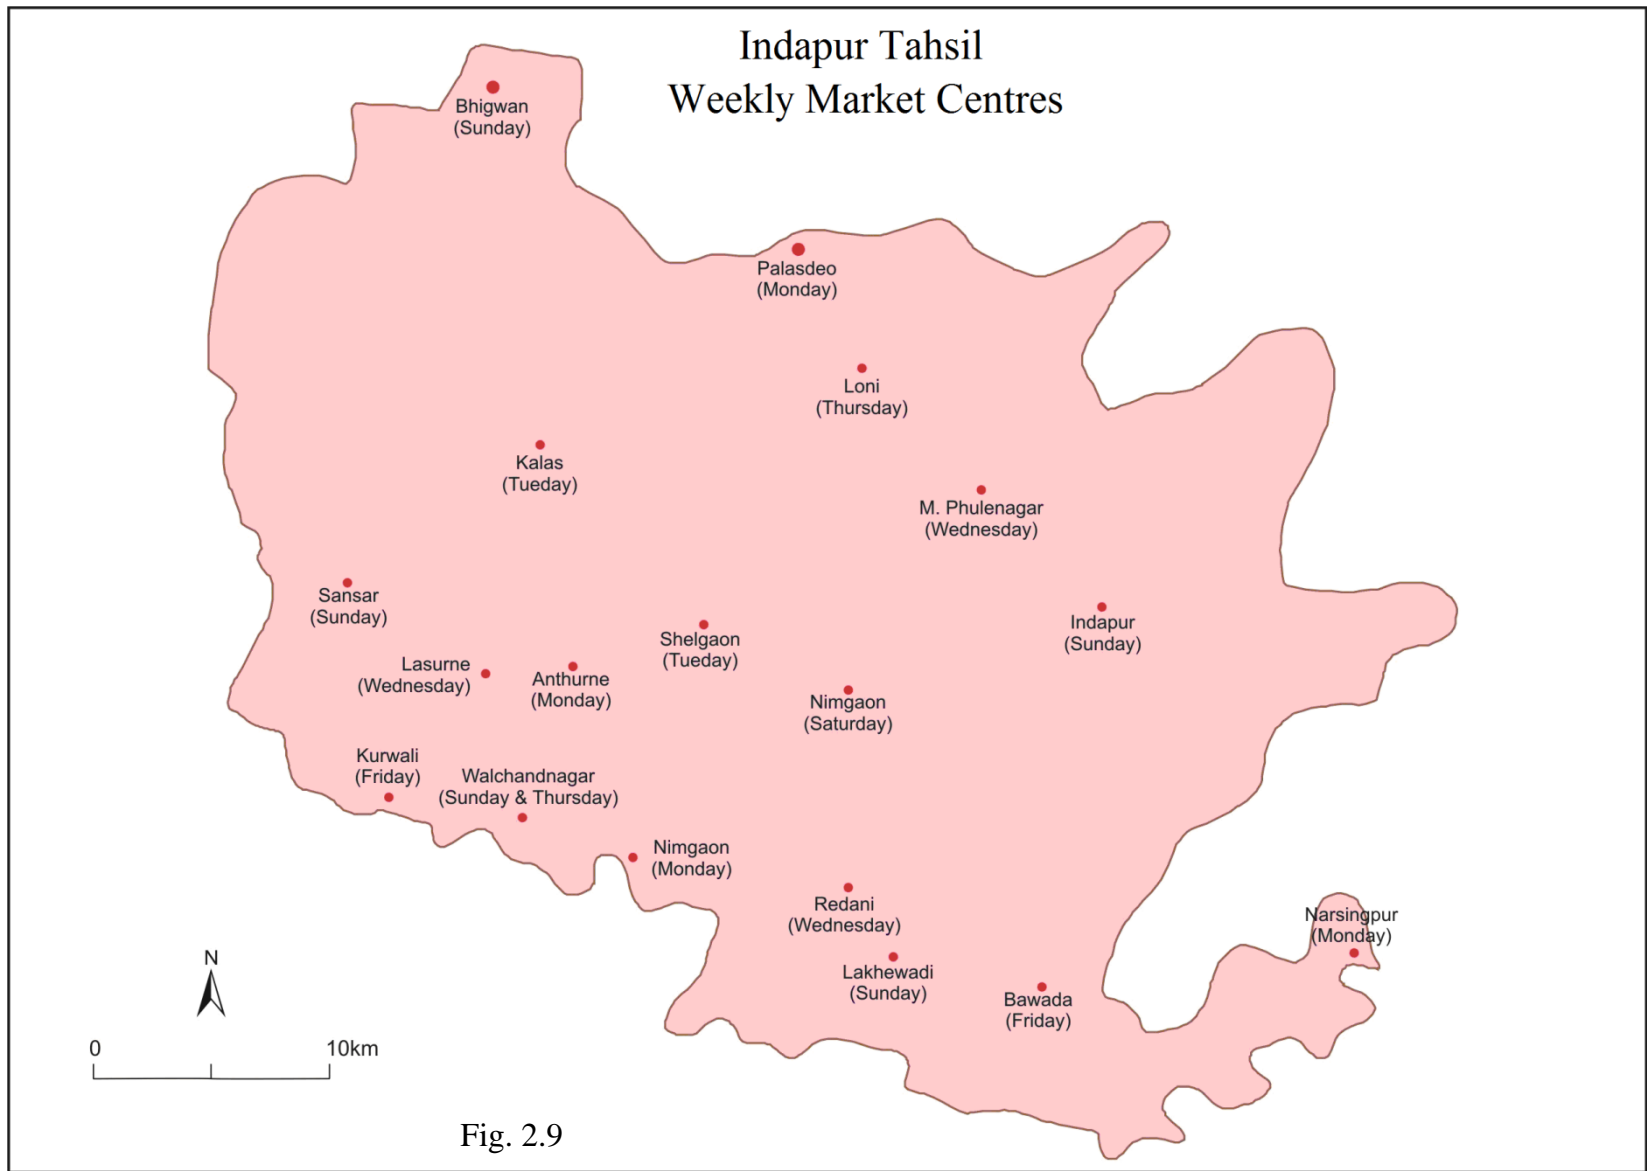 Indapur Tahsil
Weekly Market Centres
Bhigwan
(Sunday)
Palasdeo
(Monday)
Loni
(Thursday)
Kalas
(Tueday)
M. Phulenagar
(Wednesday)
Sansar
(Sunday)
Indapur
(Sunday)
Shelgaon
(Tueday)
Lasurne
(Wednesday)
Anthurne
(Monday)
Nimgaon
(Saturday)
Kurwali
(Friday)
Walchandnagar
(Sunday & Thursday)
Nimgaon
(Monday)
Redani
(Wednesday)
Narsingpur
(Monday)
Lakhewadi
(Sunday)
Bawada
(Friday)
N
0 10km
Fig. 2.9